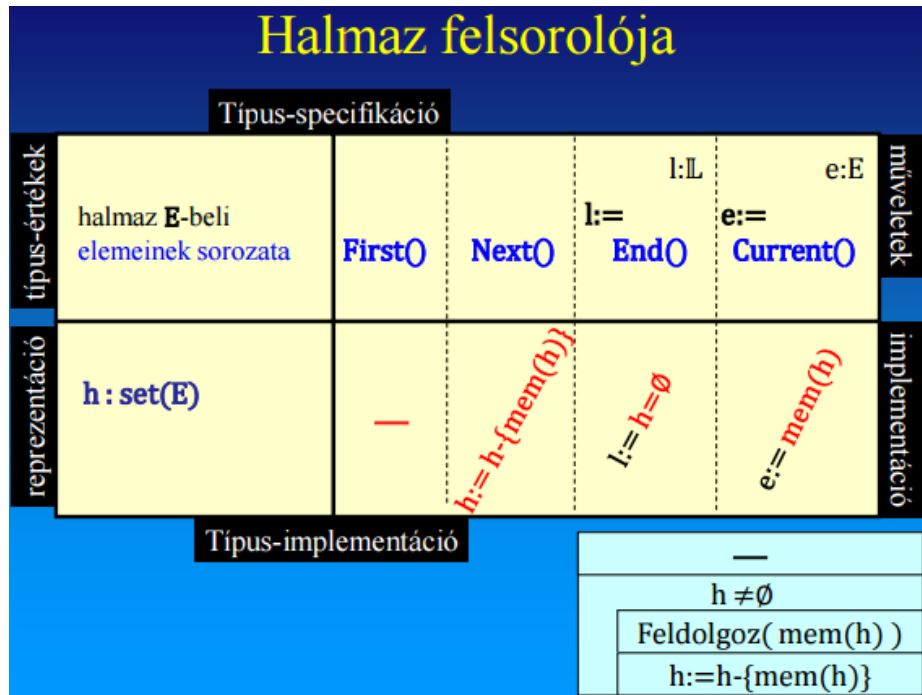 Halmaz felsorolója
Típus-specifikáció
típus-értékek
halmaz E-beli
elemeinek sorozata
First()
Next()
l:𝕃
l:=
End()
e:E
e:=
Current()
műveletek
reprezentáció
h : set(E)
—
h:= h-{mem(h)}
l:= h=∅
e:= mem(h)
implementáció
Típus-implementáció
—
h ≠∅
Feldolgoz( mem(h) )
h:=h-{mem(h)}